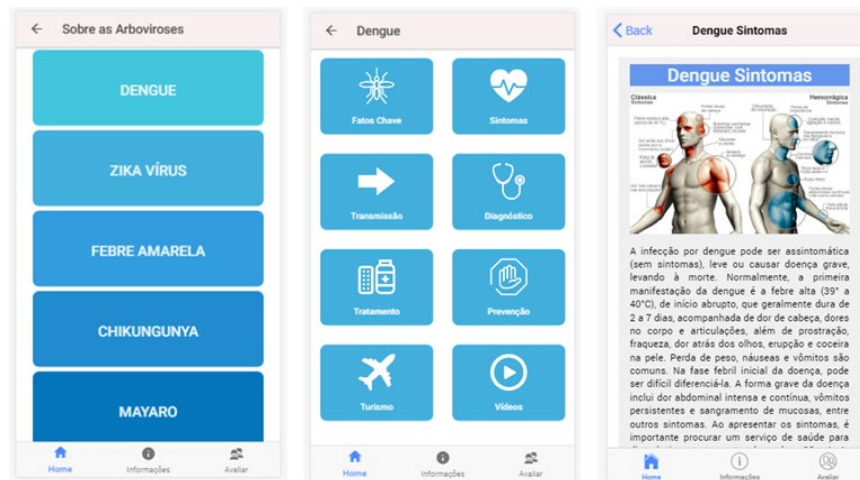 Sobre as Arboviroses
DENGUE
ZIKA VÍRUS
FEBRE AMARELA
CHIKUNGUNYA
MAYARO
Home
Informações
Avaliar
Dengue
Fatos Chave
Sintomas
Transmissão
Diagnóstico
Tratamento
Prevenção
Turismo
Vídeos
Home
Informações
Avaliar
Back
Dengue Sintomas
Dengue Sintomas
Clássica
Hemorrágica
A infecção por dengue pode ser assintomática
(sem sintomas), leve ou causar doença grave,
levando à morte. Normalmente, a primeira
manifestação da dengue é a febre alta (39° a
40°C), de início abrupto, que geralmente dura de
2 a 7 dias, acompanhada de dor de cabeça, dores
no corpo e articulações, além de prostração,
fraqueza, dor atrás dos olhos, erupção e coceira
na pele. Perda de peso, náuseas e vômitos são
comuns. Na fase febril inicial da doença, pode
ser difícil diferenciá-la. A forma grave da doença
inclui dor abdominal intensa e contínua, vômitos
persistentes e sangramento de mucosas, entre
outros sintomas. Ao apresentar os sintomas, é
importante procurar um serviço de saúde para
Home
Informações
Avaliar